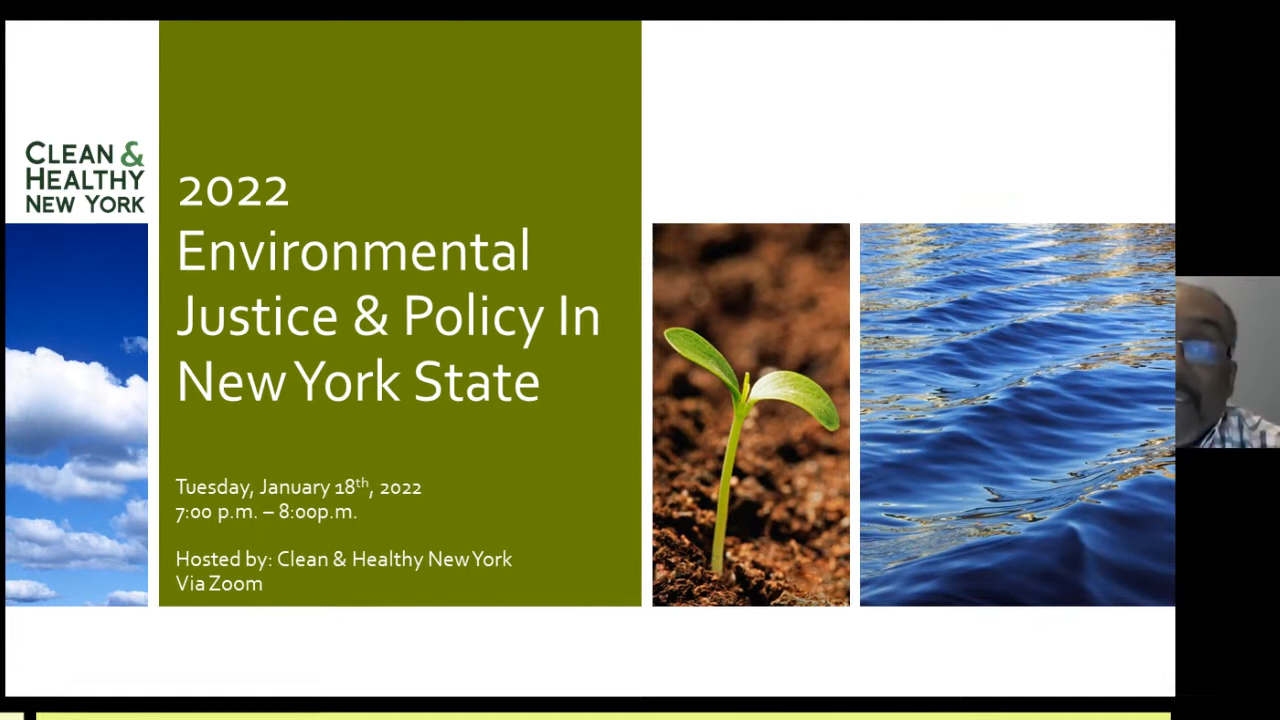 CLEAN &
HEALTHY
NEW YORK
2022
Environmental
Justice & Policy In
New York State
Tuesday, January 18th, 2022
7:00 p.m. – 8:00p.m.
Hosted by: Clean & Healthy New York
Via Zoom